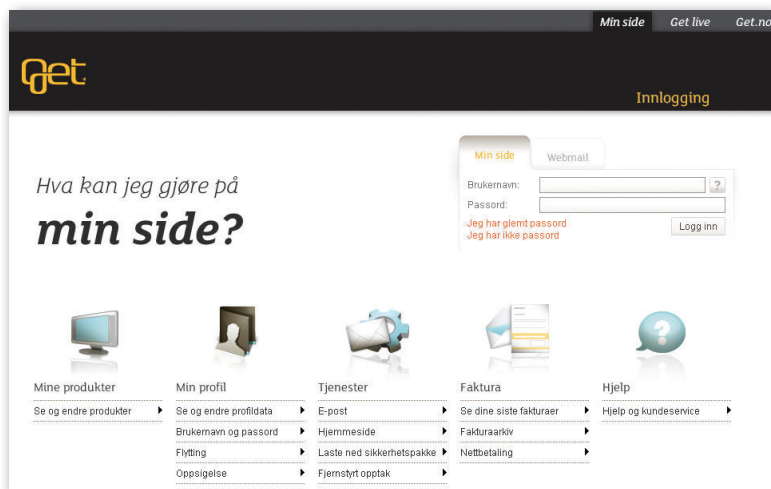 Min side Get live Get.no
Get
Innlogging
Min side Webmail
Hva kan jeg gjøre på
min side?
Brukernavn: ?
Passord:
Jeg har glemt passord
Jeg har ikke passord
Logg inn
Mine produkter Min profil Tjenester Faktura Hjelp
Se og endre produkter Se og endre profildata E-post Se dine siste fakturaer Hjelp og kundeservice
Brukernavn og passord Hjemmeside Fakturaarkiv
Flytting Laste ned sikkerhetspakke Nettbetaling
Oppsigelse Fjernstyrt opptak